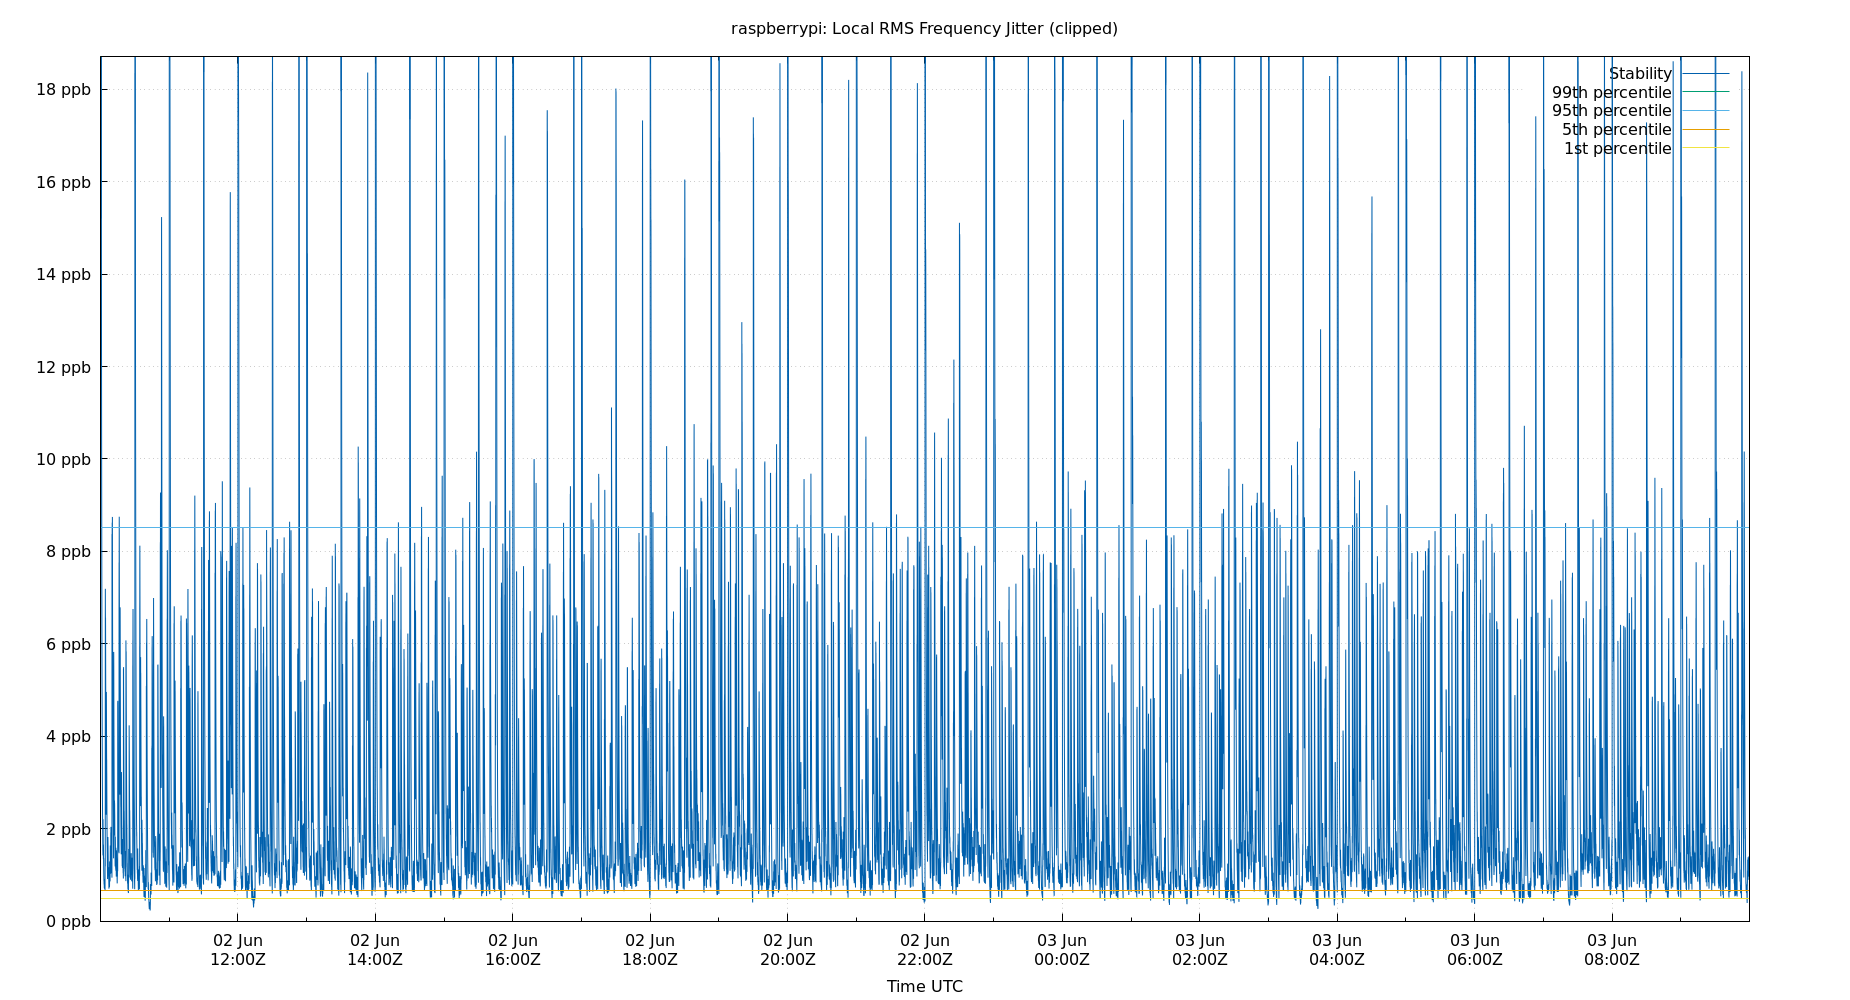 raspberrypi: Local RMS Frequency Jitter (clipped)
Stability
99th percentile
95th percentile
5th percentile
1st percentile
18 ppb
16 ppb
14 ppb
12 ppb
10 ppb
8 ppb
6 ppb
4 ppb
2 ppb
0 ppb
02 Jun 02 Jun 02 Jun 02 Jun 02 Jun 02 Jun 03 Jun 03 Jun 03 Jun 03 Jun 03 Jun
12:00Z 14:00Z 16:00Z 18:00Z 20:00Z 22:00Z 00:00Z 02:00Z 04:00Z 06:00Z 08:00Z
Time UTC